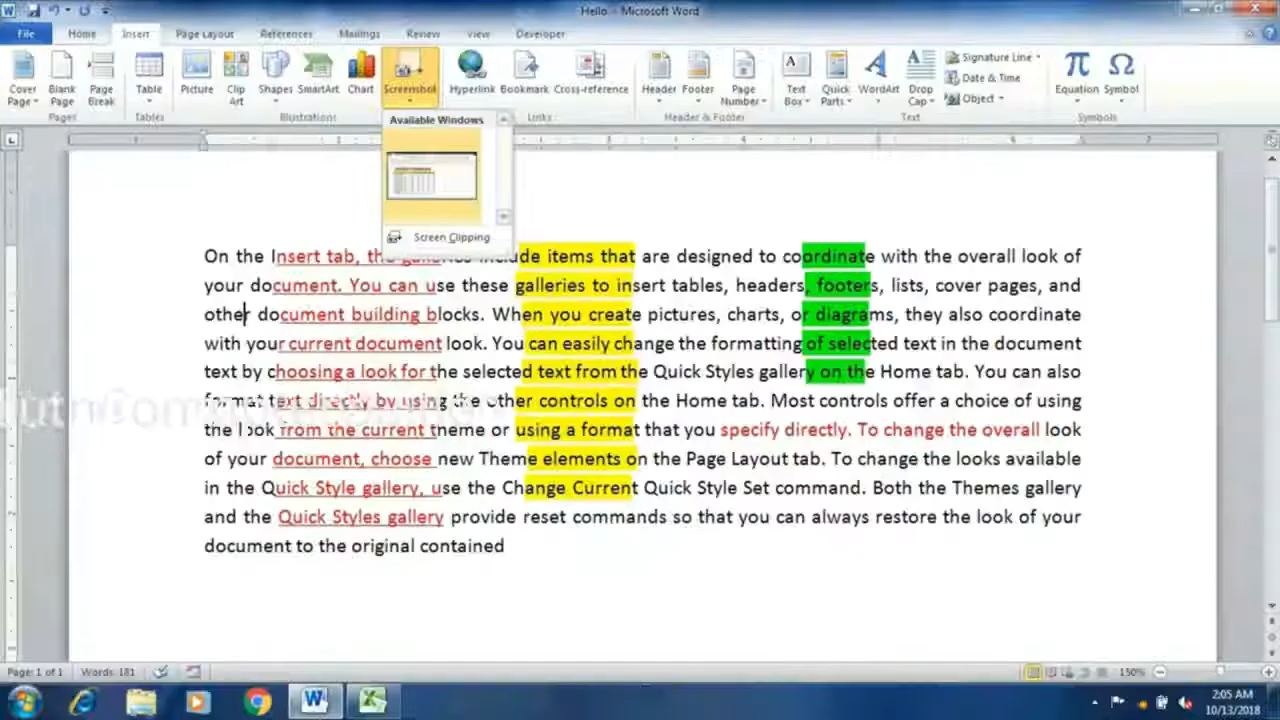 Hello - Microsoft Word
File Home Insert Page Layout References Mailings Review View Developer
Cover Page Blank Page Page Break Table Picture Clip Art Shapes SmartArt Chart Screenshot Hyperlink Bookmark Cross-reference Header Footer Page Number Text Box Quick Parts WordArt Drop Cap Signature Line Date & Time Object Equation Symbol
Pages Tables Illustrations Links Header & Footer Text Symbols
Available Windows
Screen Clipping
On the Insert tab, the galleries include items that are designed to coordinate with the overall look of
your document. You can use these galleries to insert tables, headers, footers, lists, cover pages, and
other document building blocks. When you create pictures, charts, or diagrams, they also coordinate
with your current document look. You can easily change the formatting of selected text in the document
text by choosing a look for the selected text from the Quick Styles gallery on the Home tab. You can also
format text directly by using the other controls on the Home tab. Most controls offer a choice of using
the look from the current theme or using a format that you specify directly. To change the overall look
of your document, choose new Theme elements on the Page Layout tab. To change the looks available
in the Quick Style gallery, use the Change Current Quick Style Set command. Both the Themes gallery
and the Quick Styles gallery provide reset commands so that you can always restore the look of your
document to the original contained
Page: 1 of 1 Words: 181 150%
2:05 AM
10/13/2018